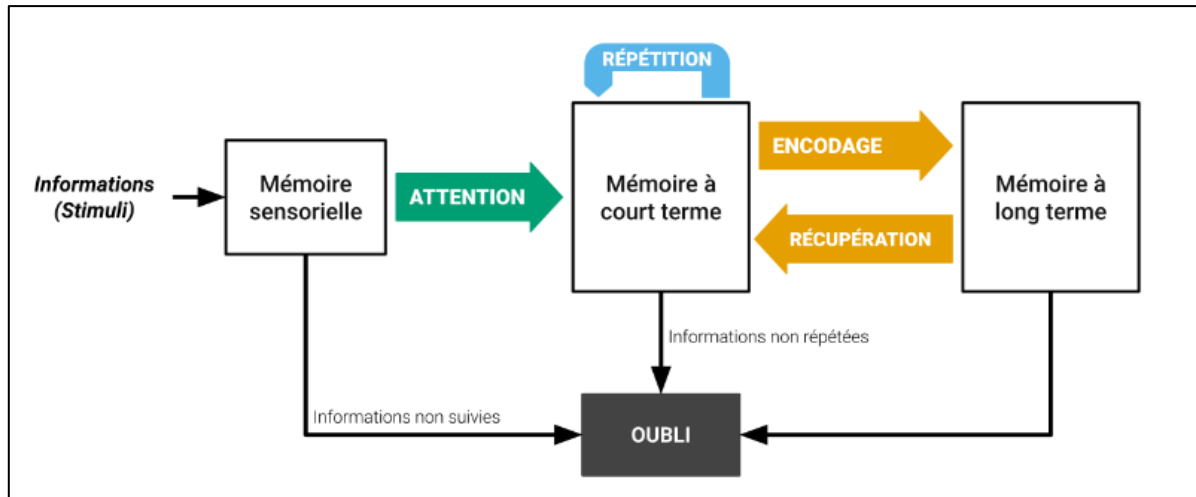 RÉPÉTITION
Informations
(Stimuli)
Mémoire
sensorielle
ATTENTION
Mémoire à
court terme
ENCODAGE
RÉCUPÉRATION
Mémoire à
long terme
Informations non répétées
Informations non suivies
OUBLI